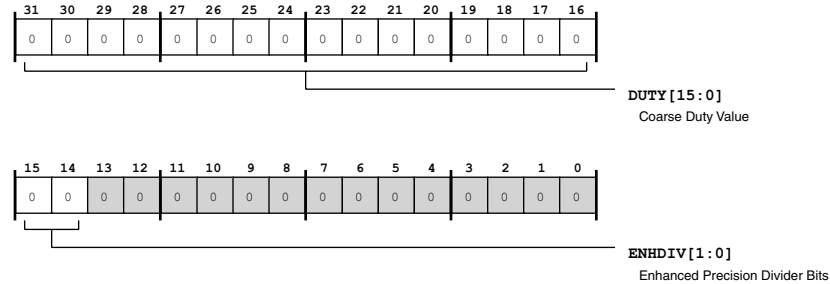 31 30 29 28 27 26 25 24 23 22 21 20 19 18 17 16
0 0 0 0 0 0 0 0 0 0 0 0 0 0 0 0
DUTY[15:0]
Coarse Duty Value
15 14 13 12 11 10 9 8 7 6 5 4 3 2 1 0
0 0 0 0 0 0 0 0 0 0 0 0 0 0 0 0
ENHDIV[1:0]
Enhanced Precision Divider Bits